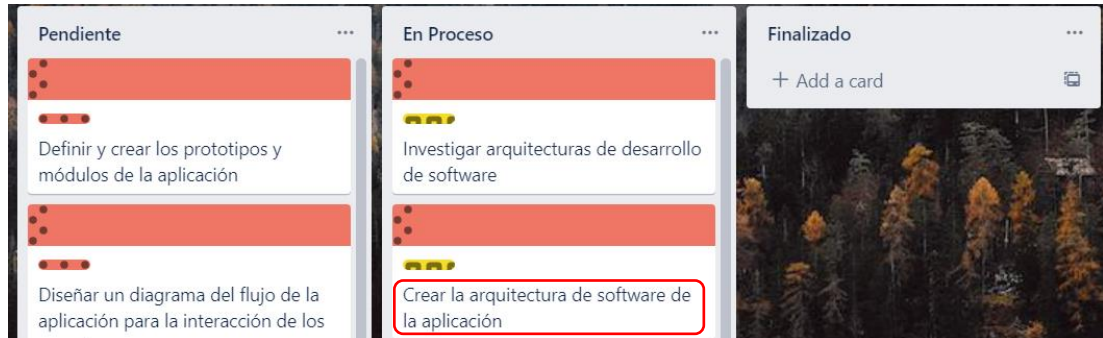 Pendiente
Definir y crear los prototipos y
módulos de la aplicación
Diseñar un diagrama del flujo de la
aplicación para la interacción de los
En Proceso
Investigar arquitecturas de desarrollo
de software
Crear la arquitectura de software de
la aplicación
Finalizado
+ Add a card